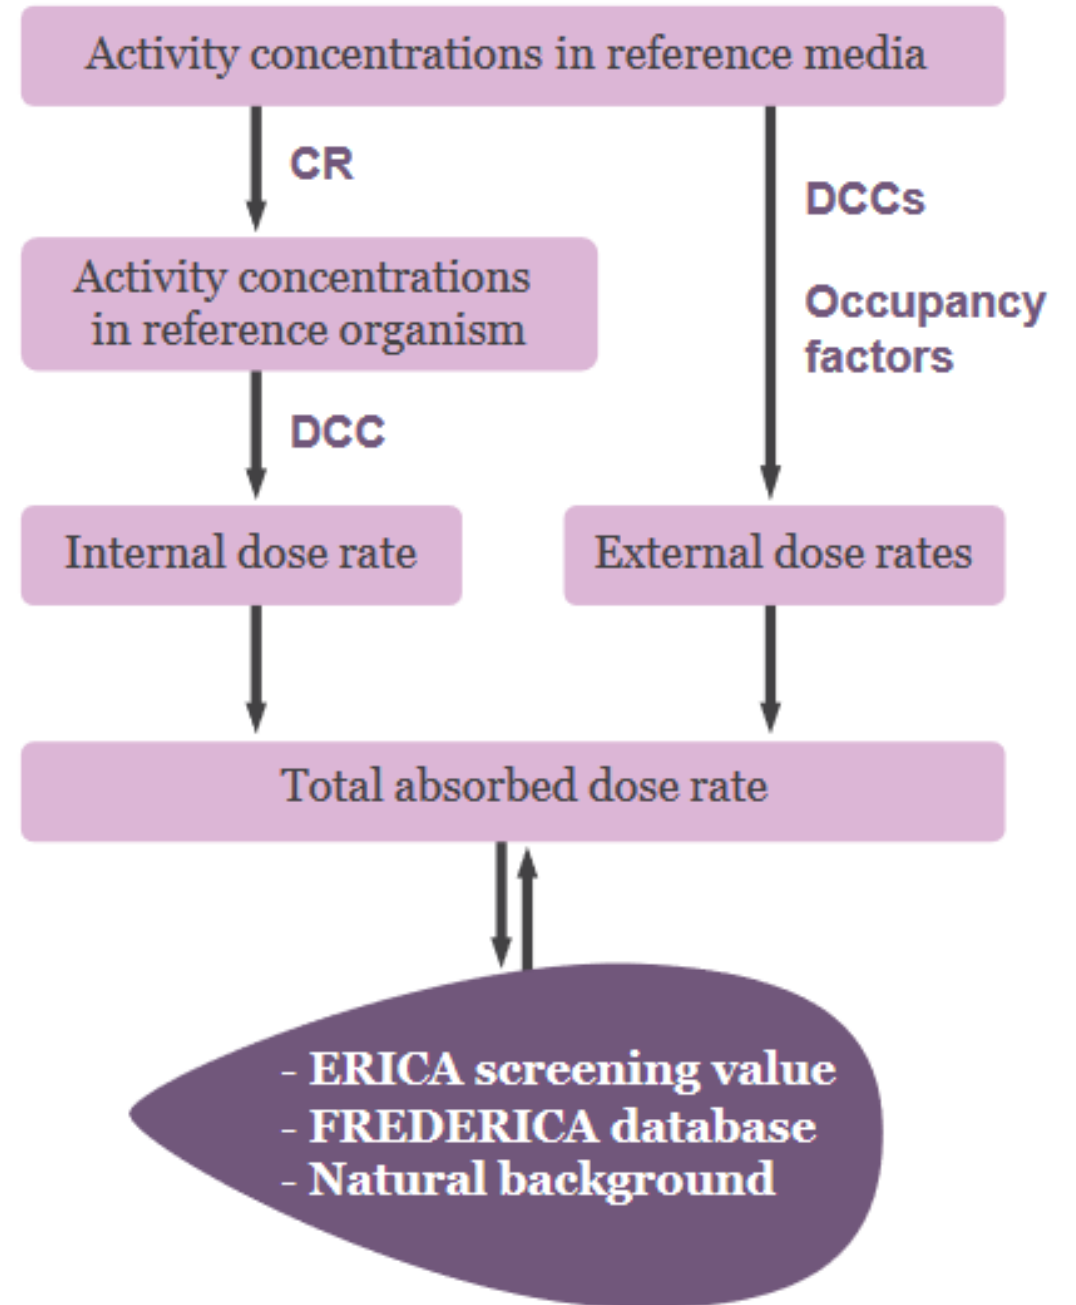 Activity concentrations in reference media
CR
DCCs
Activity concentrations
in reference organism
Occupancy
factors
DCC
Internal dose rate
External dose rates
Total absorbed dose rate
- ERICA screening value
- FREDERICA database
- Natural background